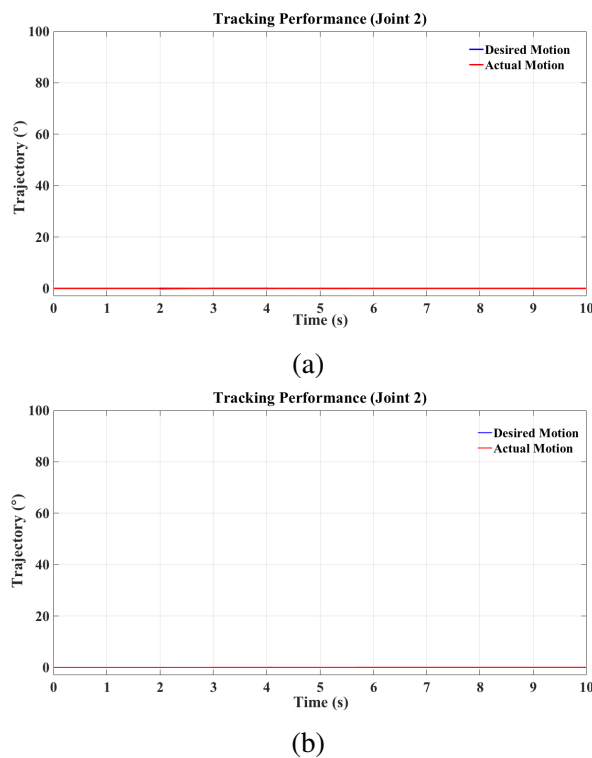 Tracking Performance (Joint 2)
100
80
60
40
20
0
Trajectory (°)
Desired Motion
Actual Motion
0 1 2 3 4 5 6 7 8 9 10
Time (s)
(a)
Tracking Performance (Joint 2)
100
80
60
40
20
0
Trajectory (°)
Desired Motion
Actual Motion
0 1 2 3 4 5 6 7 8 9 10
Time (s)
(b)